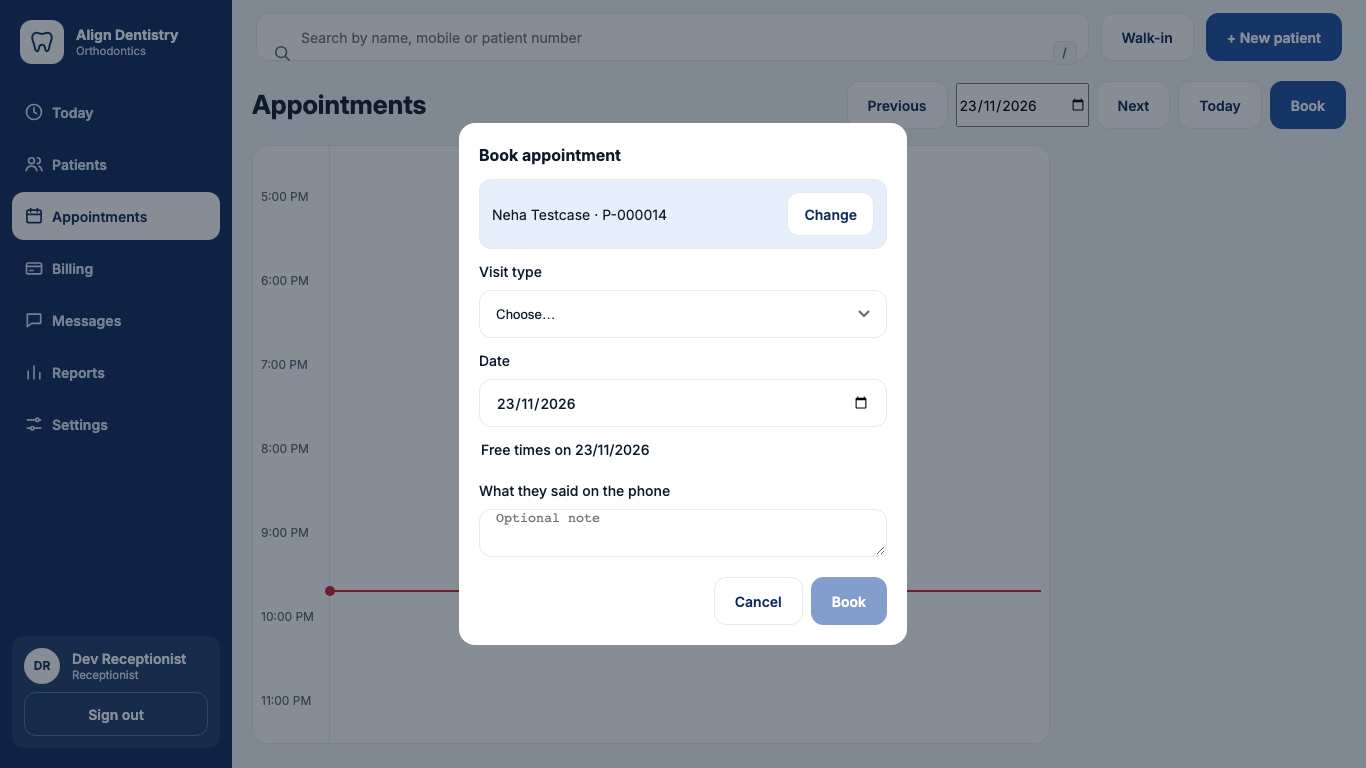 Align Dentistry
Orthodontics
Today
Patients
Appointments
Billing
Messages
Reports
Settings
DR
Dev Receptionist
Receptionist
Sign out
Search by name, mobile or patient number
/
Walk-in
+ New patient
Appointments
Previous
23/11/2026
Next
Today
Book
5:00 PM
6:00 PM
7:00 PM
8:00 PM
9:00 PM
10:00 PM
11:00 PM
Book appointment
Neha Testcase · P-000014
Change
Visit type
Choose...
Date
23/11/2026
Free times on 23/11/2026
What they said on the phone
Optional note
Cancel
Book